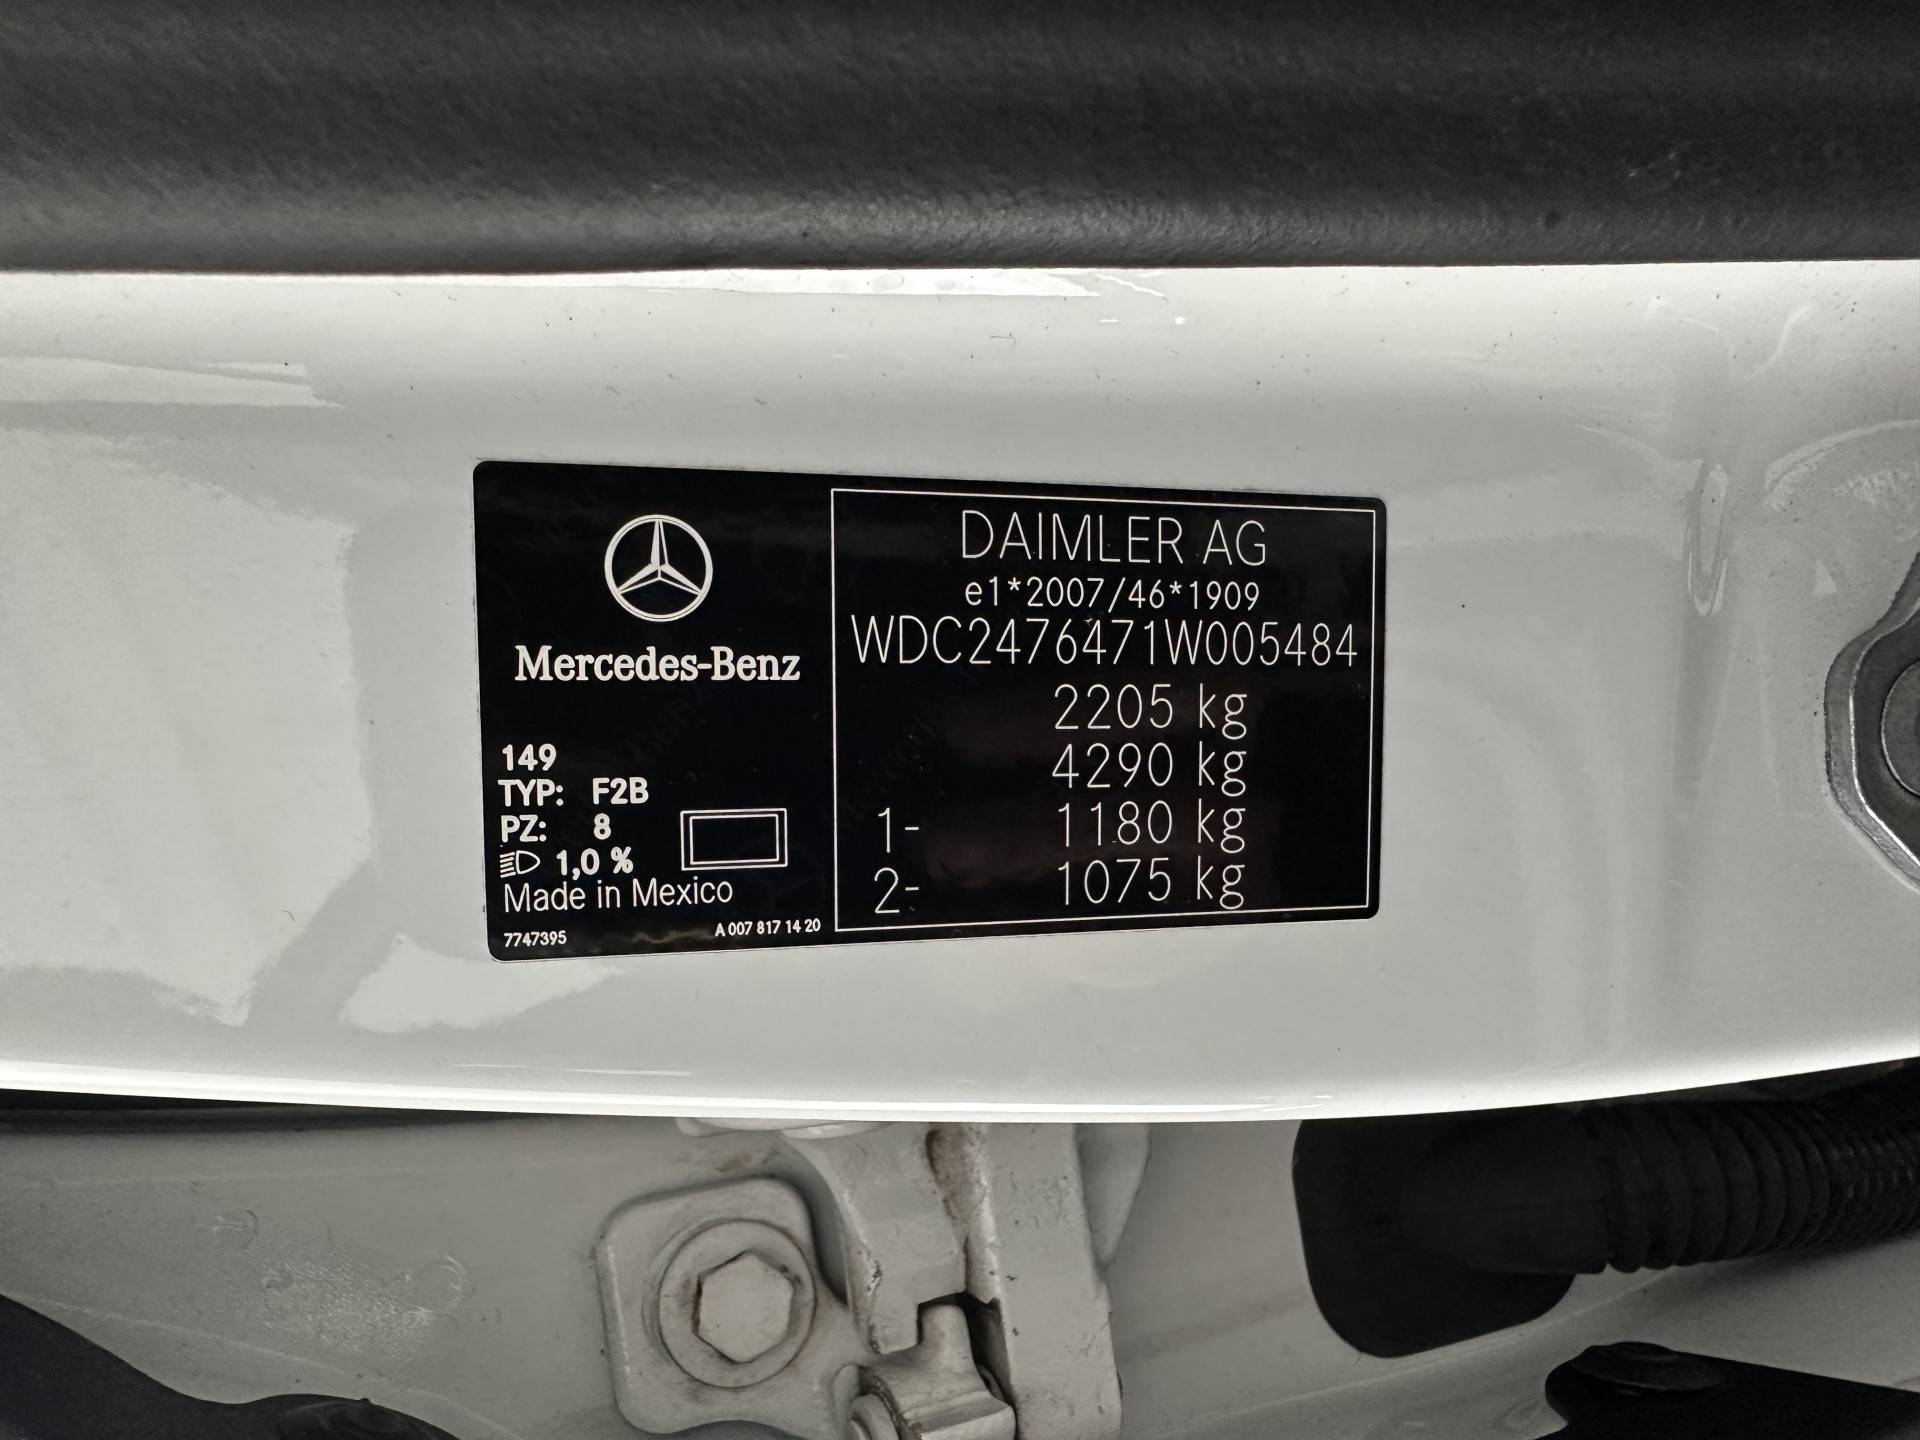 Mercedes-Benz
149
TYP: F2B
PZ: 8
1,0 %
Made in Mexico
7747395
A 007 817 14 20
DAIMLER AG
e1*2007/46*1909
WDC2476471W005484
2205 kg
4290 kg
1- 1180 kg
2- 1075 kg